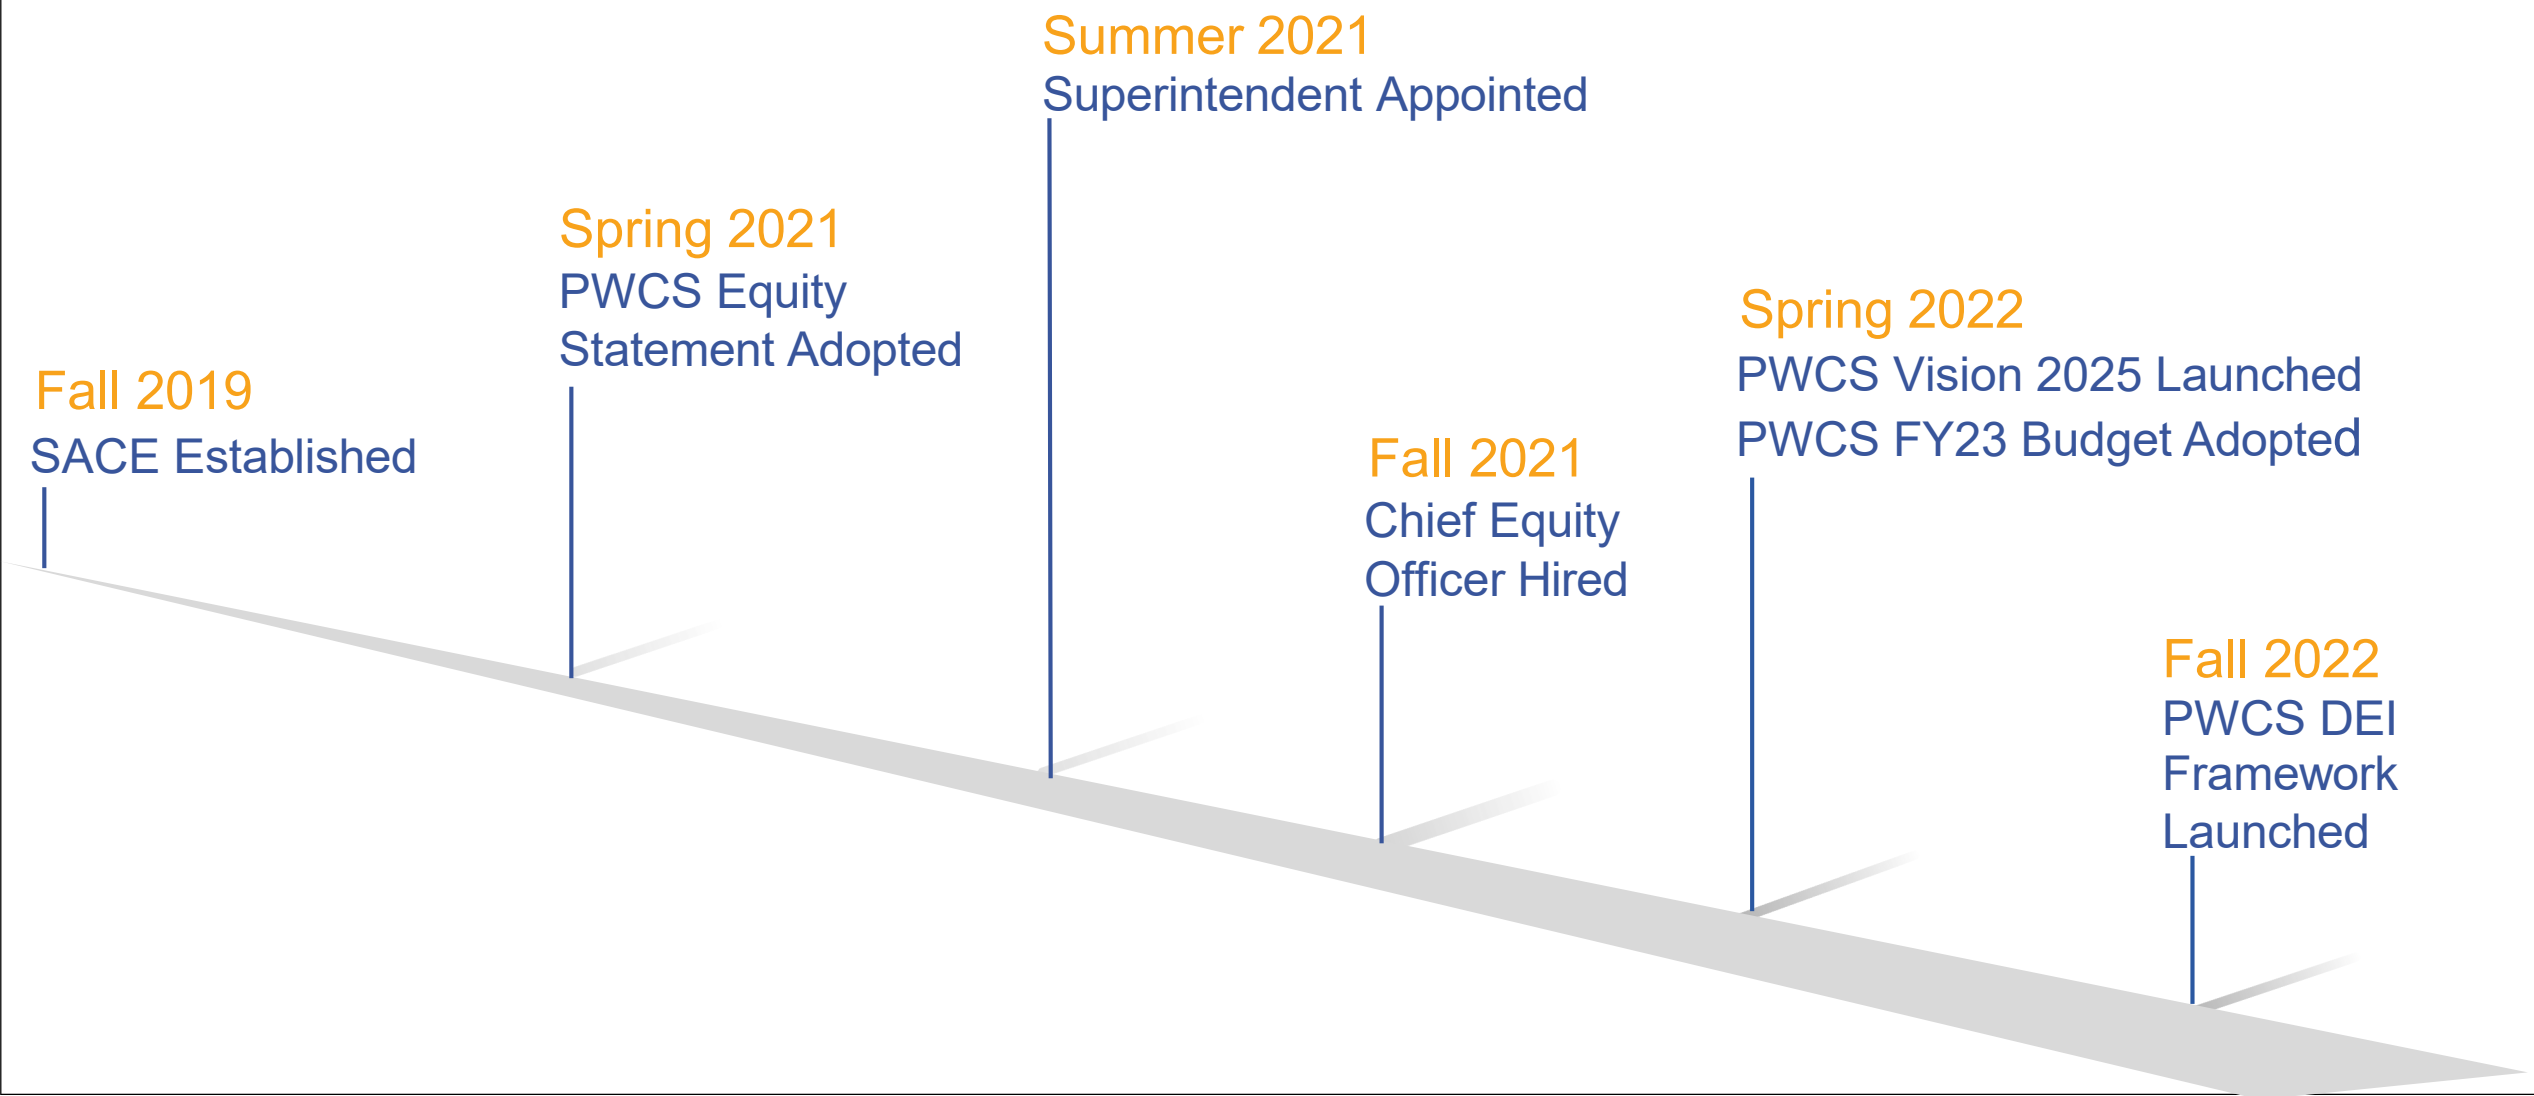 Fall 2019
SACE Established
Spring 2021
PWCS Equity
Statement Adopted
Summer 2021
Superintendent Appointed
Fall 2021
Chief Equity
Officer Hired
Spring 2022
PWCS Vision 2025 Launched
PWCS FY23 Budget Adopted
Fall 2022
PWCS DEI
Framework
Launched